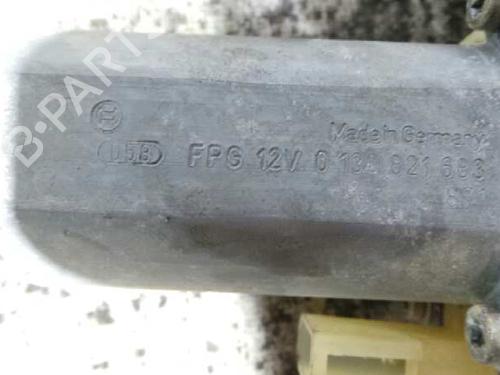 B-PARTS
Made in Germany
FPG 12V 0 130 821 683